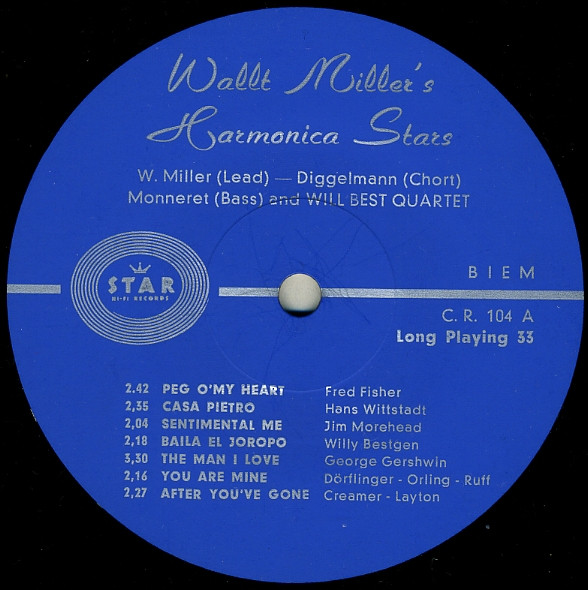 Wallt Miller's
Harmonica Stars
W. Miller (Lead) — Diggelmann (Chort)
Monneret (Bass) and WILL BEST QUARTET
STAR
HI-FI RECORDS
BIEM
C.R. 104 A
Long Playing 33
2.42 PEG O'MY HEART Fred Fisher
2,35 CASA PIETRO Hans Wittstadt
2,04 SENTIMENTAL ME Jim Morehead
2,18 BAILA EL JOROPO Willy Bestgen
3,30 THE MAN I LOVE George Gershwin
2,16 YOU ARE MINE Dörflinger - Orling - Ruff
2,27 AFTER YOU'VE GONE Creamer - Layton